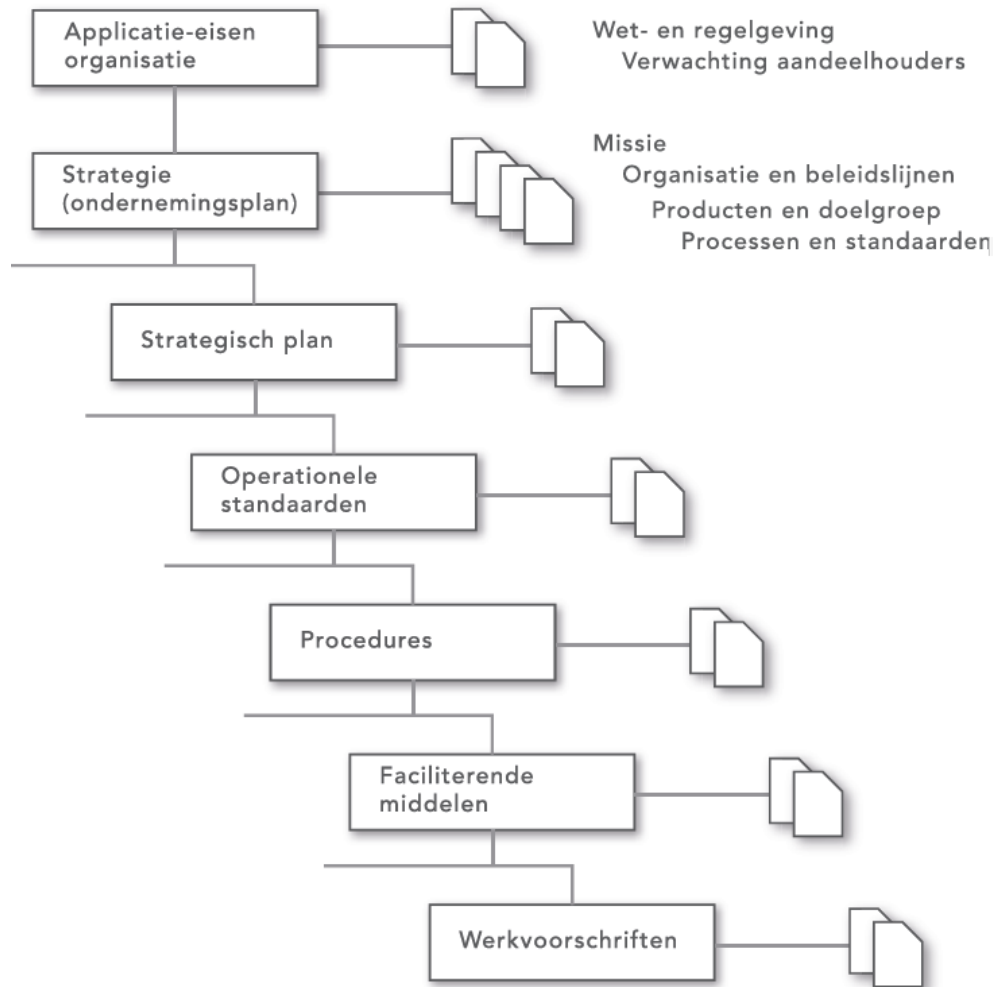 Applicatie-eisen
organisatie
Wet- en regelgeving
Verwachting aandeelhouders
Strategie
(ondernemingsplan)
Missie
Organisatie en beleidslijnen
Producten en doelgroep
Processen en standaarden
Strategisch plan
Operationele
standaarden
Procedures
Faciliterende
middelen
Werkvoorschriften